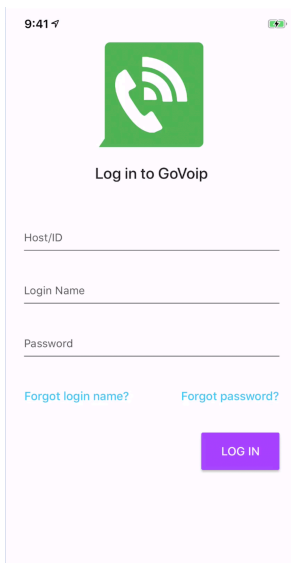 9:41
Log in to GoVoip
Host/ID
Login Name
Password
Forgot login name? Forgot password?
LOG IN